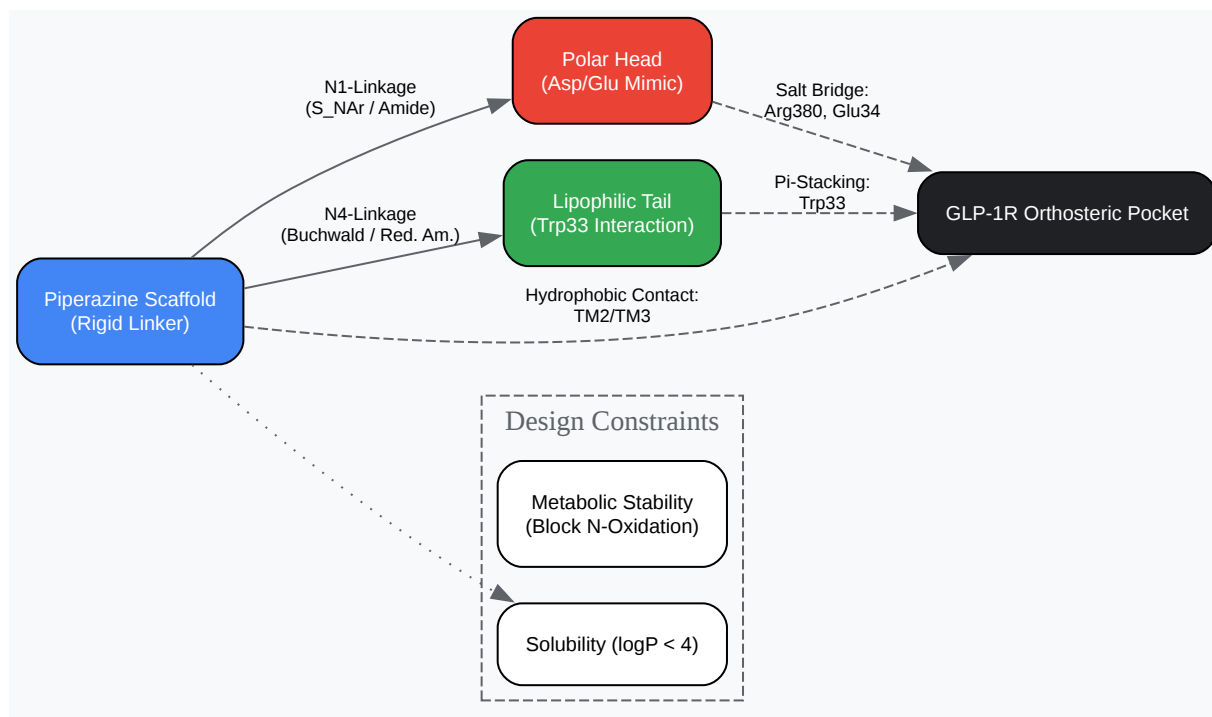 Polar Head
(Asp/Glu Mimic)
N1-Linkage
(S_NAr / Amide)
Salt Bridge:
Arg380, Glu34
Lipophilic Tail
(Trp33 Interaction)
Pi-Stacking:
Trp33
GLP-1R Orthosteric Pocket
N4-Linkage
(Buchwald / Red. Am.)
Piperazine Scaffold
(Rigid Linker)
Hydrophobic Contact:
TM2/TM3
Design Constraints
Metabolic Stability
(Block N-Oxidation)
Solubility (logP < 4)